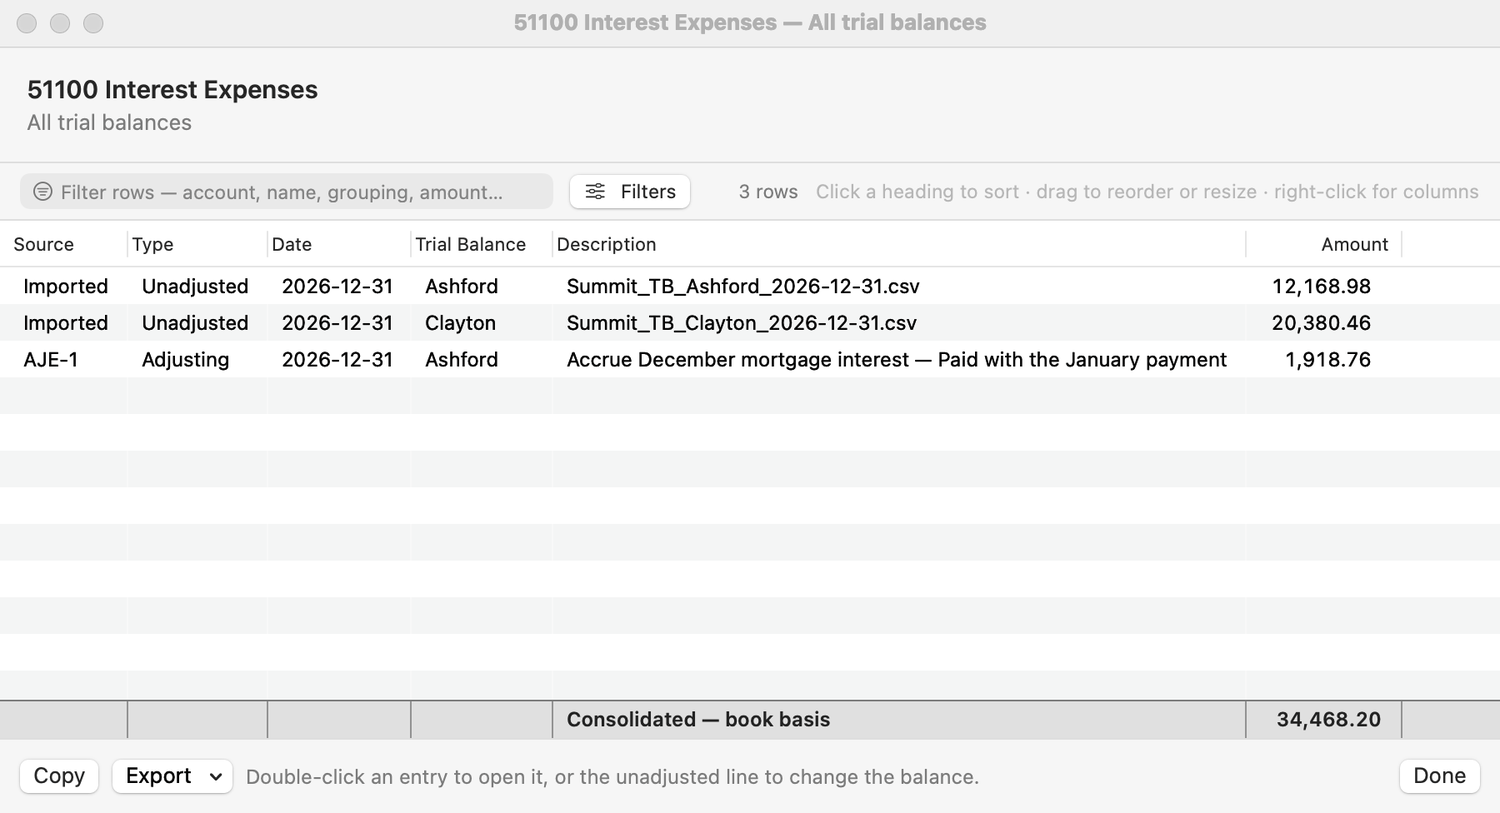 51100 Interest Expenses — All trial balances
51100 Interest Expenses
All trial balances
Filter rows — account, name, grouping, amount...
Filters
3 rows
Click a heading to sort · drag to reorder or resize · right-click for columns
Source Type Date Trial Balance Description Amount
Imported Unadjusted 2026-12-31 Ashford Summit_TB_Ashford_2026-12-31.csv 12,168.98
Imported Unadjusted 2026-12-31 Clayton Summit_TB_Clayton_2026-12-31.csv 20,380.46
AJE-1 Adjusting 2026-12-31 Ashford Accrue December mortgage interest — Paid with the January payment 1,918.76
Consolidated — book basis 34,468.20
Copy Export Double-click an entry to open it, or the unadjusted line to change the balance. Done